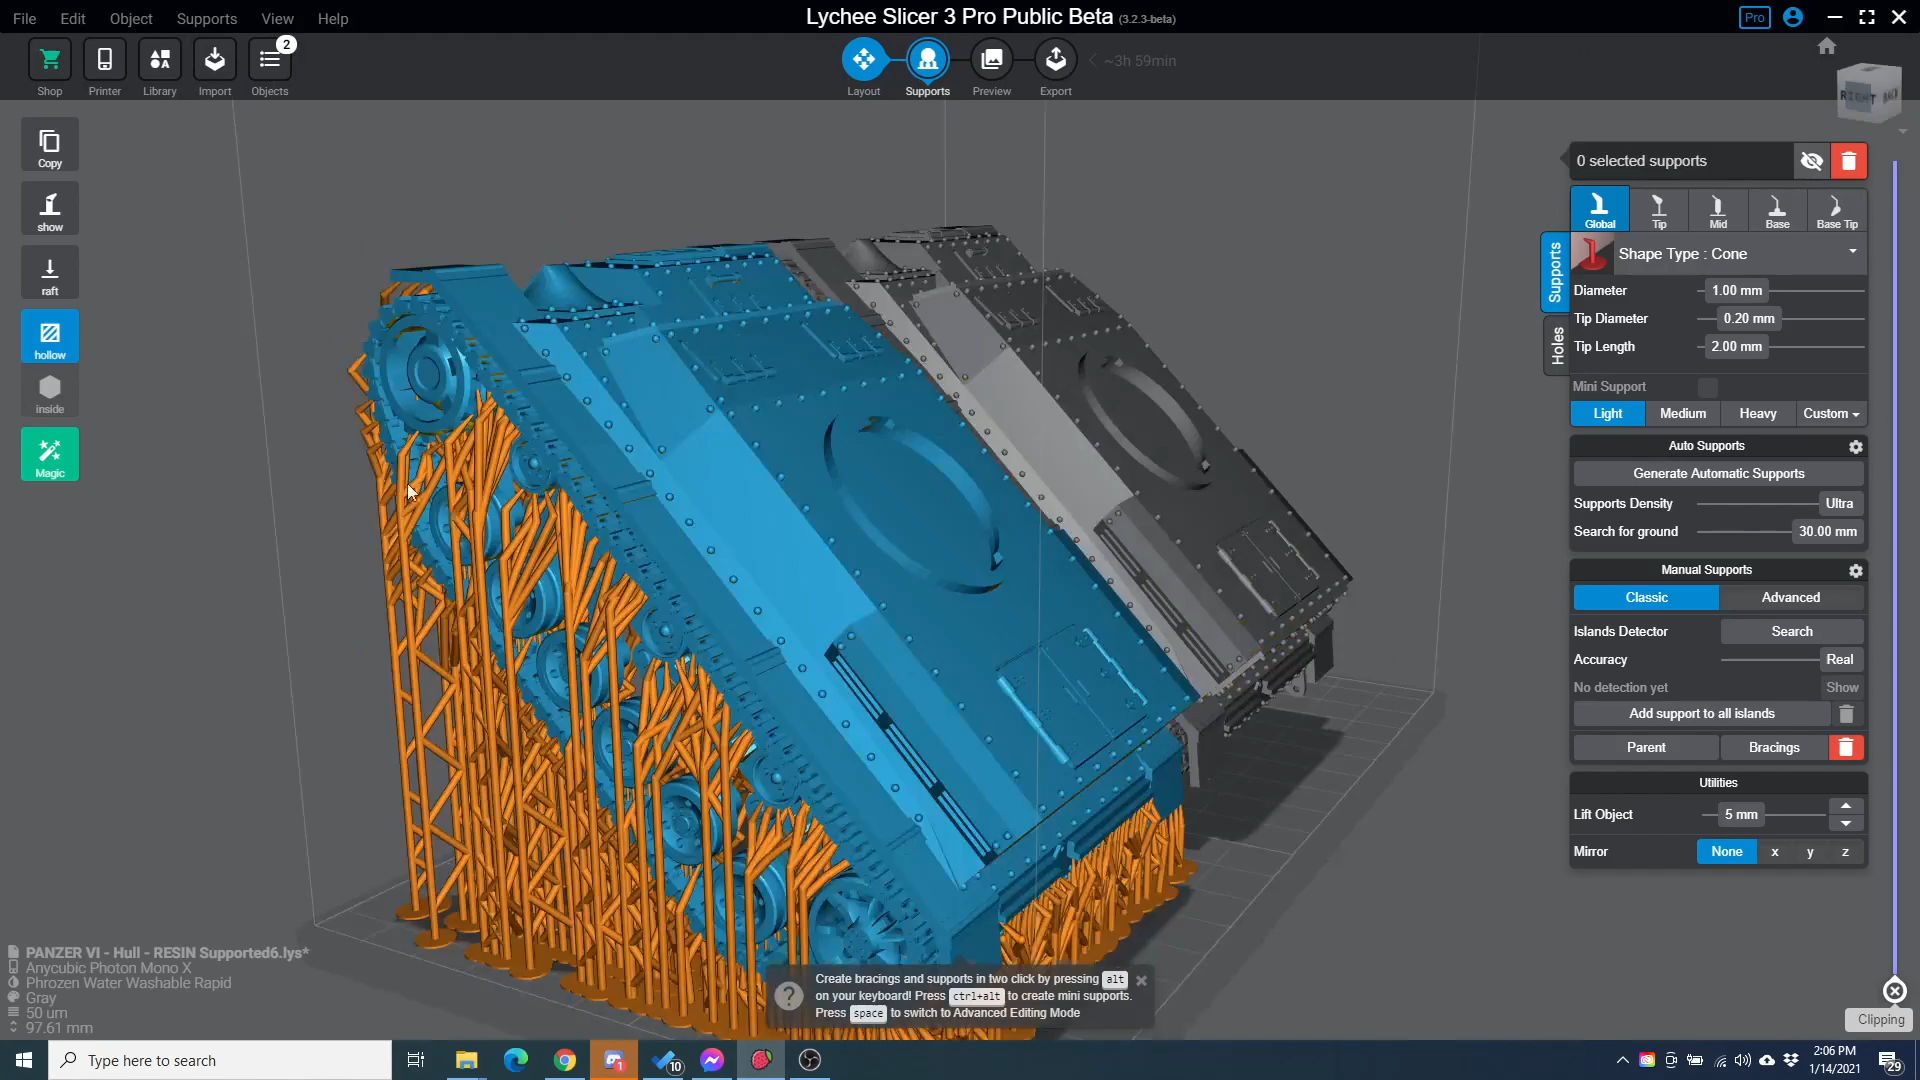 File Edit Object Supports View Help
Lychee Slicer 3 Pro Public Beta (3.2.3-beta)
Pro
2
Shop Printer Library Import Objects
Layout Supports Preview Export
~3h 59min
RIGHT BACK
Copy
show
raft
hollow
inside
Magic
0 selected supports
Global Tip Mid Base Base Tip
Supports
Holes
Shape Type : Cone
Diameter 1.00 mm
Tip Diameter 0.20 mm
Tip Length 2.00 mm
Mini Support
Light Medium Heavy Custom
Auto Supports
Generate Automatic Supports
Supports Density Ultra
Search for ground 30.00 mm
Manual Supports
Classic Advanced
Islands Detector Search
Accuracy Real
No detection yet Show
Add support to all islands
Parent Bracings
Utilities
Lift Object 5 mm
Mirror None x y z
PANZER VI - Hull - RESIN Supported6.lys*
Anycubic Photon Mono X
Phrozen Water Washable Rapid
Gray
50 um
97.61 mm
? Create bracings and supports in two click by pressing alt
on your keyboard! Press ctrl+alt to create mini supports.
Press space to switch to Advanced Editing Mode
Clipping
Type here to search
1
10
2:06 PM
1/14/2021
29